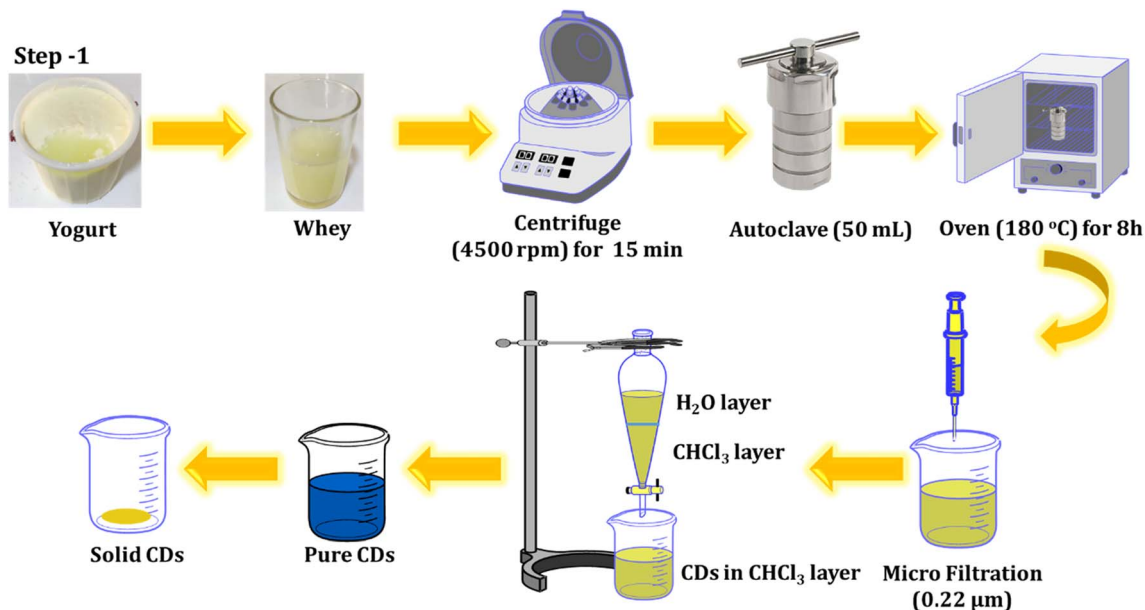 Step -1
Yogurt
Whey
Centrifuge
(4500 rpm) for 15 min
Autoclave (50 mL)
Oven (180 °C) for 8h
H₂O layer
CHCl₃ layer
CDs in CHCl₃ layer
Micro Filtration
(0.22 µm)
Pure CDs
Solid CDs